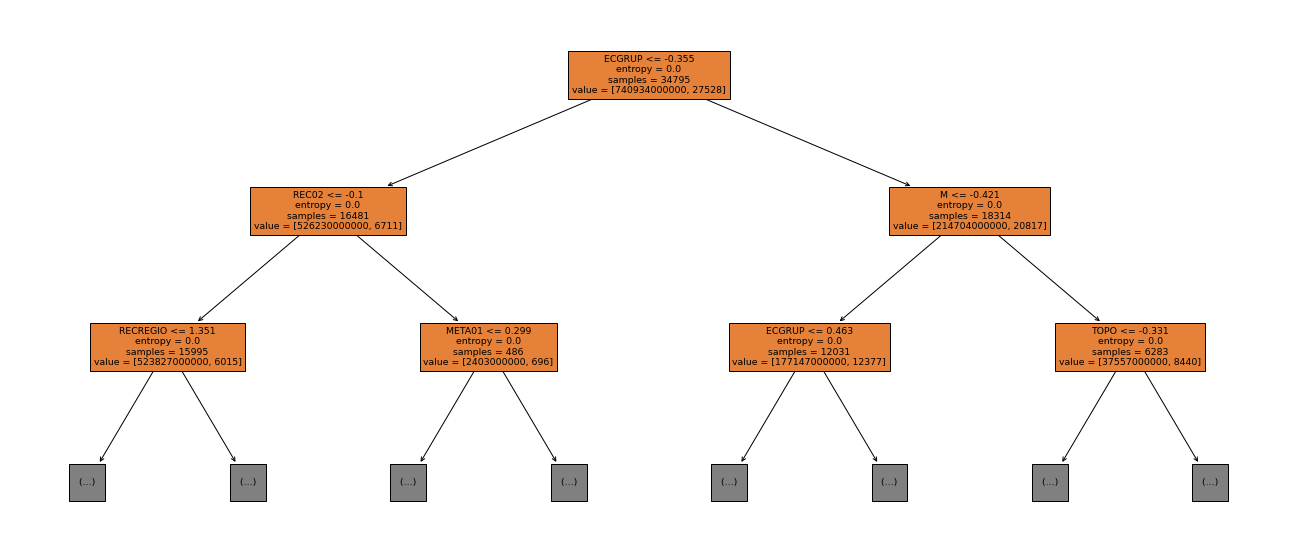 ECGRUP <= -0.355
entropy = 0.0
samples = 34795
value = [740934000000, 27528]
REC02 <= -0.1
entropy = 0.0
samples = 16481
value = [526230000000, 6711]
M <= -0.421
entropy = 0.0
samples = 18314
value = [214704000000, 20817]
RECREGIO <= 1.351
entropy = 0.0
samples = 15995
value = [523827000000, 6015]
META01 <= 0.299
entropy = 0.0
samples = 486
value = [2403000000, 696]
ECGRUP <= 0.463
entropy = 0.0
samples = 12031
value = [177147000000, 12377]
TOPO <= -0.331
entropy = 0.0
samples = 6283
value = [37557000000, 8440]
(...)
(...)
(...)
(...)
(...)
(...)
(...)
(...)